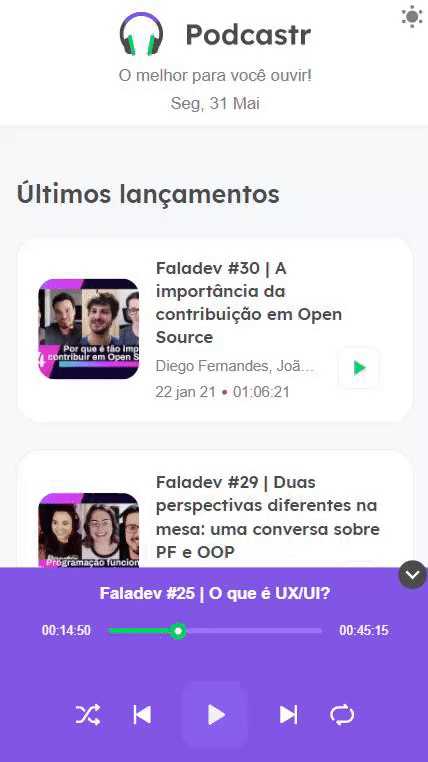 Podcastr
O melhor para você ouvir!
Seg, 31 Mai
Últimos lançamentos
Faladev #30 | A
importância da
contribuição em Open
Source
Por que é tão imp
contribuir em Open S
Diego Fernandes, Joã...
22 jan 21 • 01:06:21
Faladev #29 | Duas
perspectivas diferentes na
mesa: uma conversa sobre
PF e OOP
Programação funcion
Faladev #25 | O que é UX/UI?
00:14:50
00:45:15